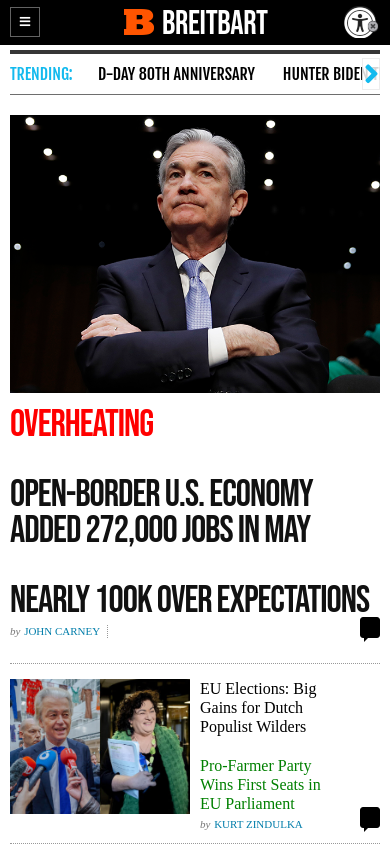 BREITBART
TRENDING: D-DAY 80TH ANNIVERSARY HUNTER BIDEN
OVERHEATING
OPEN-BORDER U.S. ECONOMY
ADDED 272,000 JOBS IN MAY
NEARLY 100K OVER EXPECTATIONS
by JOHN CARNEY
EU Elections: Big
Gains for Dutch
Populist Wilders
Pro-Farmer Party
Wins First Seats in
EU Parliament
by KURT ZINDULKA